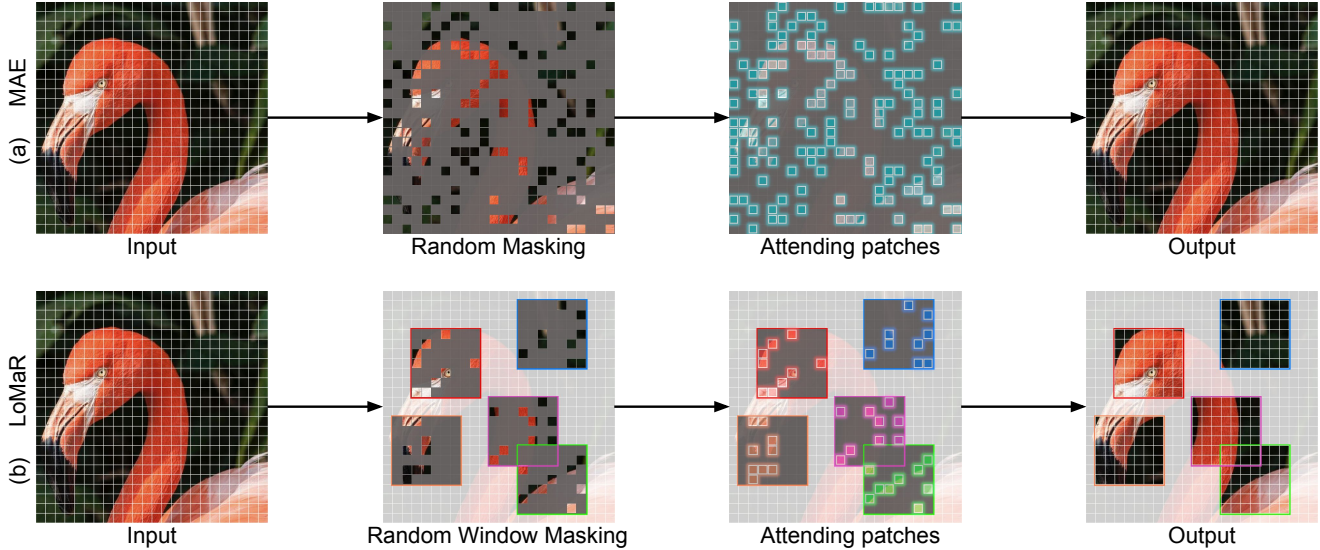 (a) MAE
Input
Random Masking
Attending patches
Output
(b) LoMaR
Input
Random Window Masking
Attending patches
Output